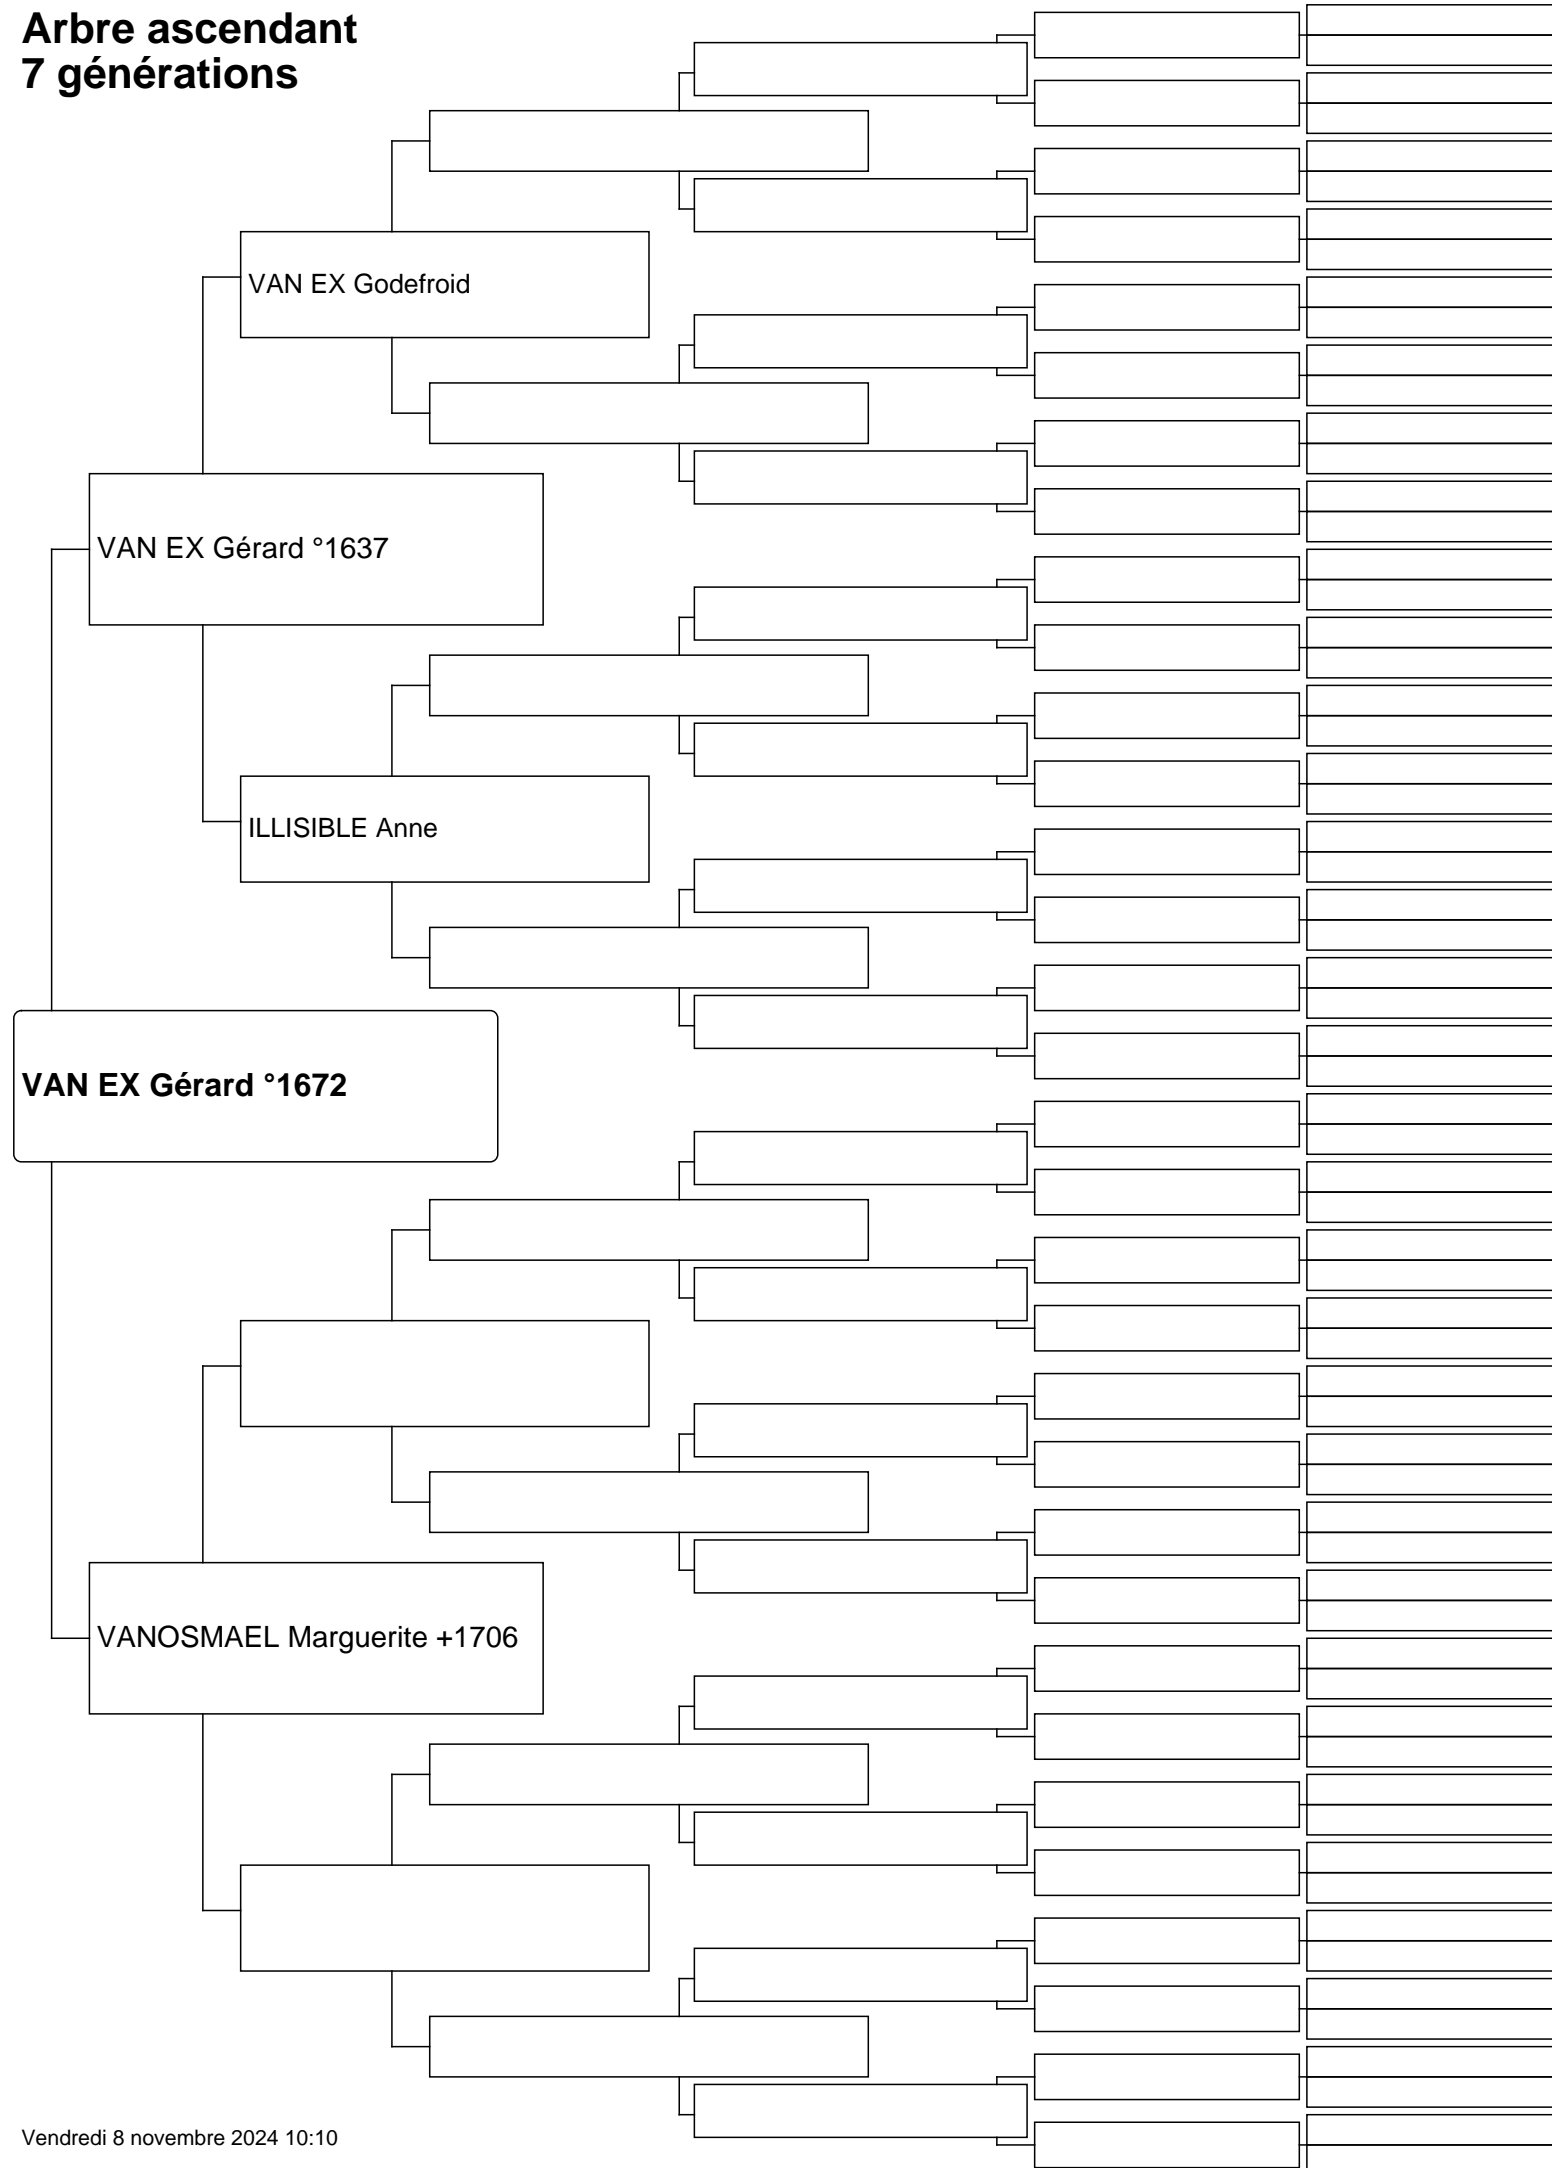 Arbre ascendant
7 générations
VAN EX Godefroid
VAN EX Gérard °1637
ILLISIBLE Anne
VAN EX Gérard °1672
VANOSMAEL Marguerite +1706
Vendredi 8 novembre 2024 10:10